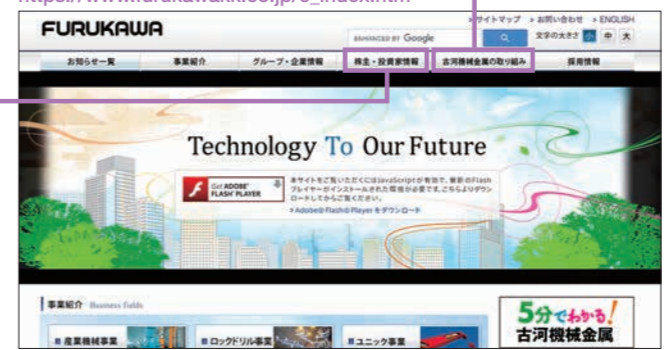 FURUKAWA
> サイトマップ > お問い合わせ > ENGLISH
ENHANCED BY Google
文字の大きさ 小 中 大
お知らせ一覧 事業紹介 グループ・企業情報 株主・投資家情報 古河機械金属の取り組み 採用情報
Technology To Our Future
Get ADOBE® FLASH® PLAYER
本サイトをご覧いただくにはJavaScriptが有効で、最新のFlash
プレイヤーがインストールされた環境が必要です。こちらよりダウン
ロードしてからご覧ください。
> Adobe® Flash® Player をダウンロード
事業紹介 Business Fields
5分でわかる!
古河機械金属
産業機械事業 ロックドリル事業 ユニック事業